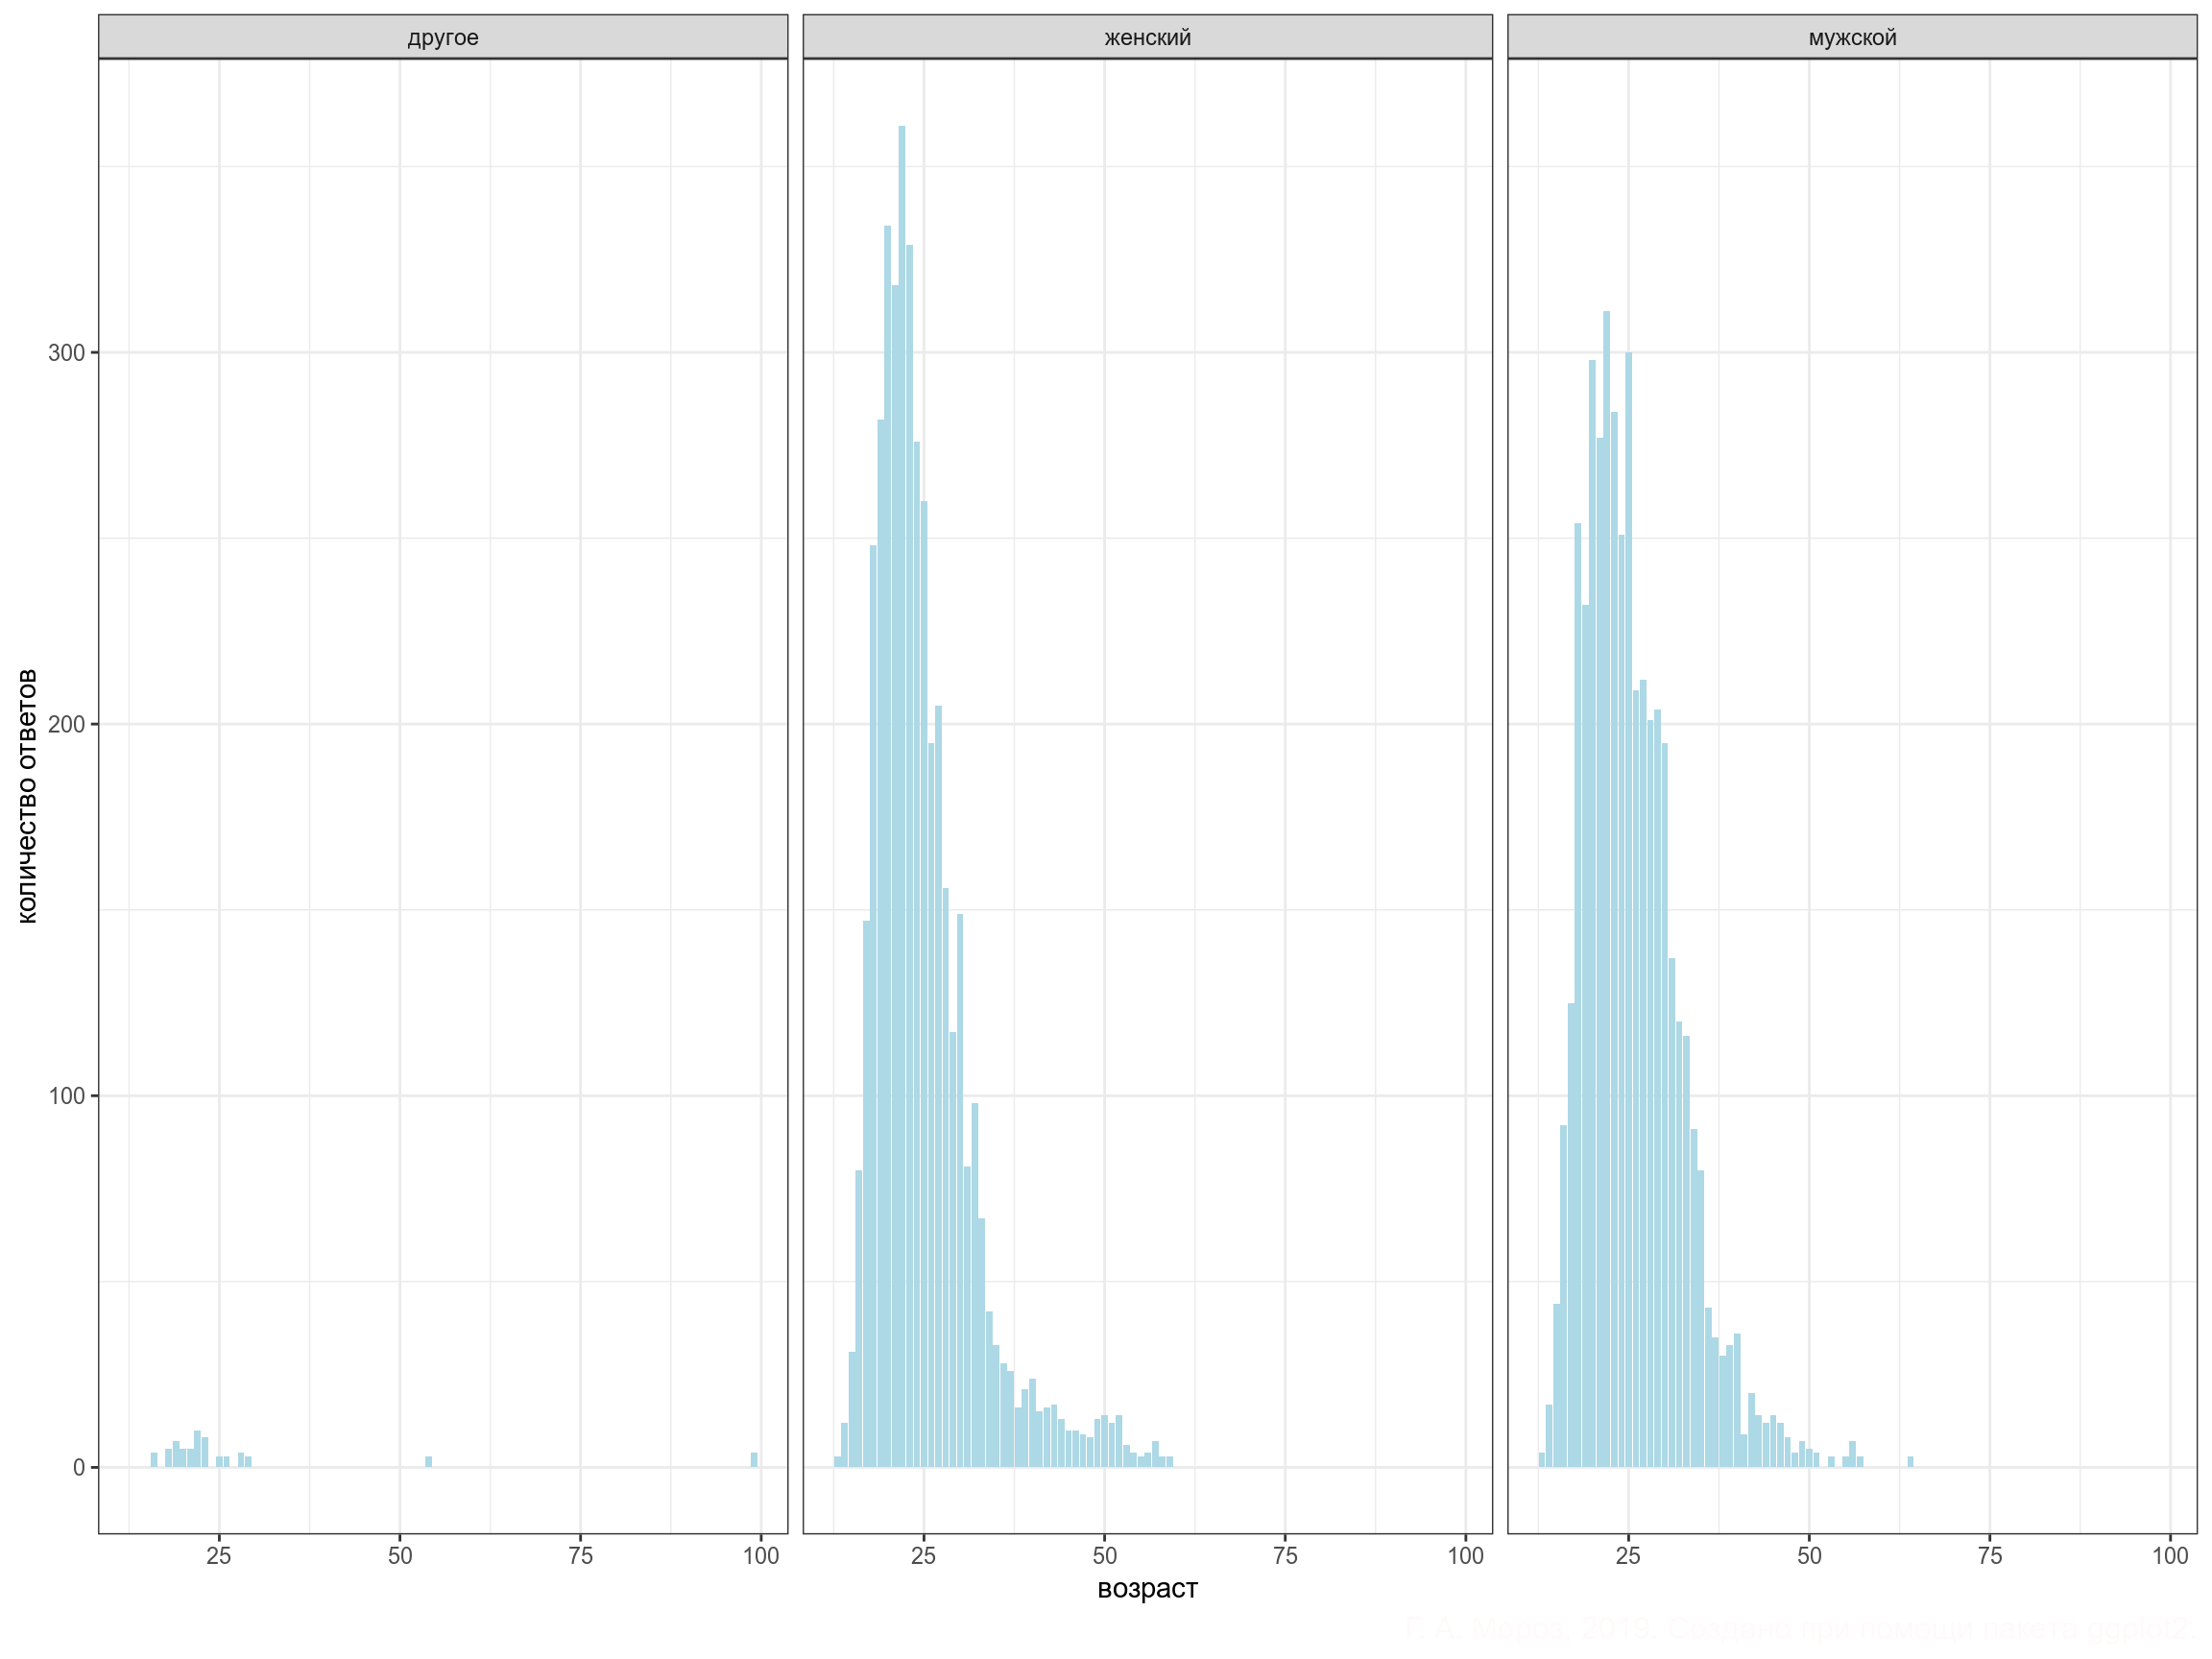 другое
женский
мужской
количество ответов
300
200
100
0
25 50 75 100
25 50 75 100
25 50 75 100
возраст
Г. А. Мороз, 2019. Создано при помощи пакета ggplot2.